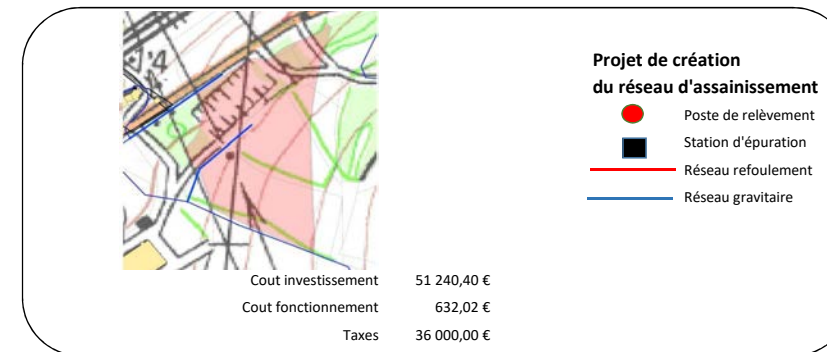 Projet de création
du réseau d'assainissement
Poste de relèvement
Station d'épuration
Réseau refoulement
Réseau gravitaire
Cout investissement 51 240,40 €
Cout fonctionnement 632,02 €
Taxes 36 000,00 €